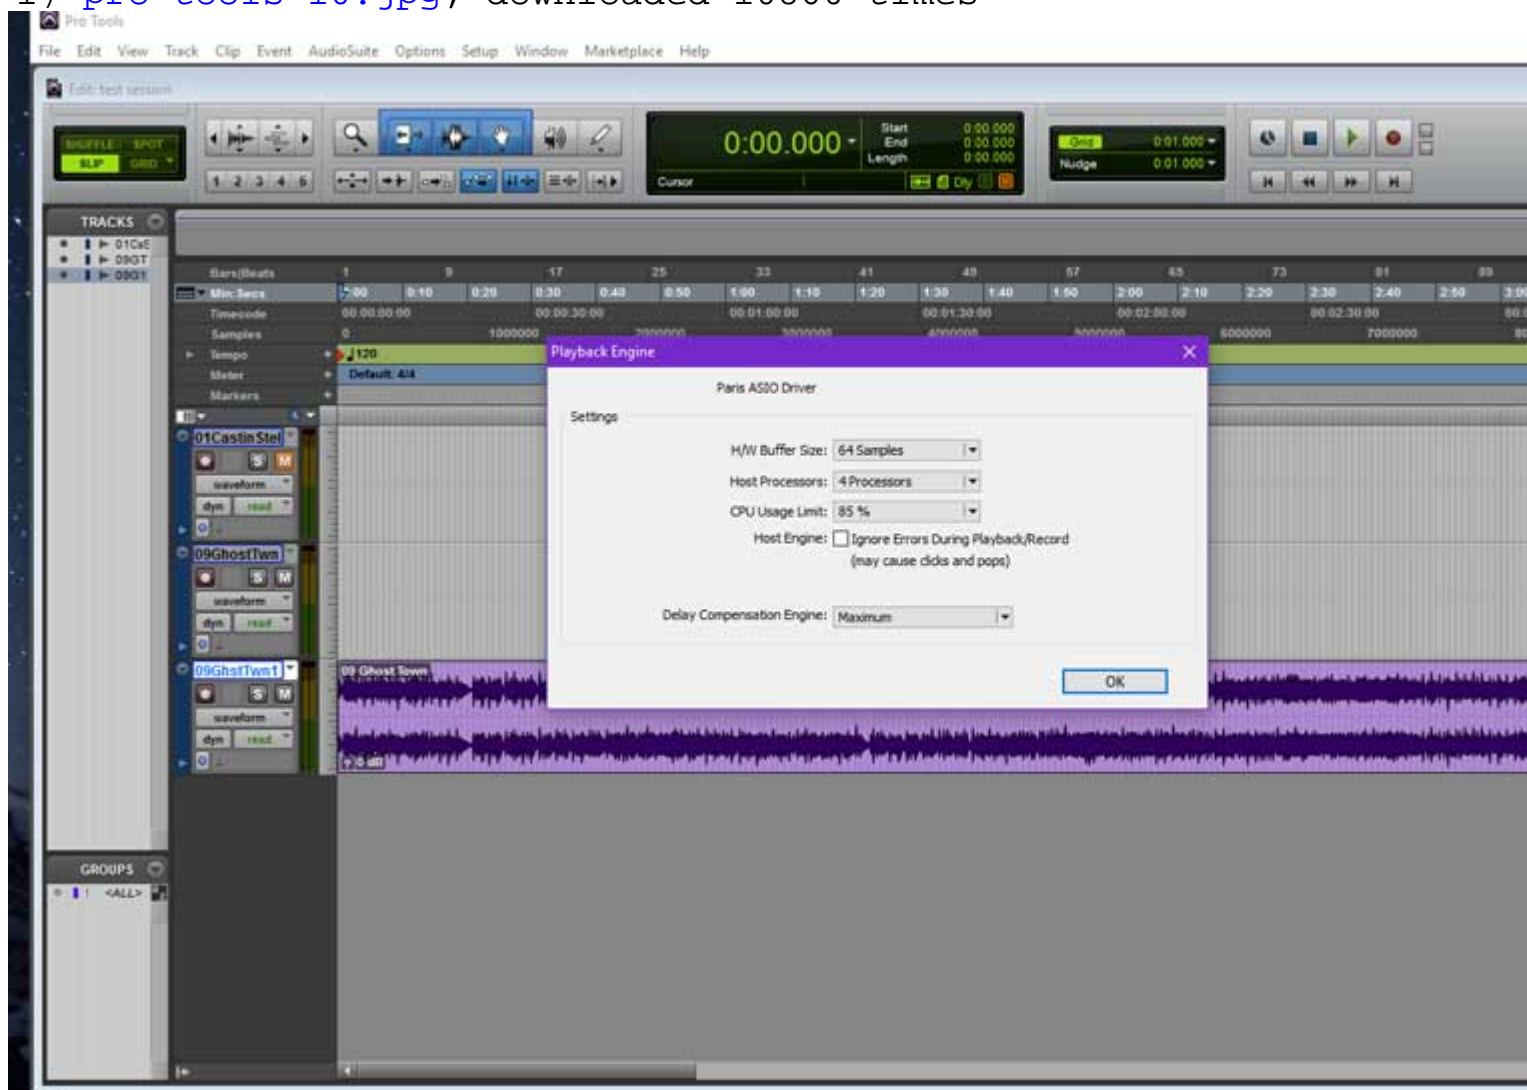 Pro Tools
File Edit View Track Clip Event AudioSuite Options Setup Window Marketplace Help
Edit: test session
SHUFFLE SPOT
SLIP GRID
1 2 3 4 5
0:00.000
Start 0:00.000
End 0:00.000
Length 0:00.000
Cursor
Dly
Grid 0:01.000
Nudge 0:01.000
TRACKS
01CsS
09GT
09GT
Bars|Beats 1 9 17 25 33 41 49 57 65 73 81 89
Min:Secs 0:00 0:10 0:20 0:30 0:40 0:50 1:00 1:10 1:20 1:30 1:40 1:50 2:00 2:10 2:20 2:30 2:40 2:50 3:00
Timecode 00:00:00:00 00:00:30:00 00:01:00:00 00:01:30:00 00:02:00:00 00:02:30:00
Samples 0 1000000 2000000 3000000 4000000 5000000 6000000 7000000
Tempo 120
Meter Default: 4/4
Markers
Playback Engine
Paris ASIO Driver
Settings
H/W Buffer Size: 64 Samples
Host Processors: 4 Processors
CPU Usage Limit: 85 %
Host Engine: Ignore Errors During Playback/Record
(may cause clicks and pops)
Delay Compensation Engine: Maximum
OK
01CastinStel
S M
waveform
dyn read
09GhostTwn
S M
waveform
dyn read
09GhstTwn1
S M
waveform
dyn read
09 Ghost Town
0 dB
GROUPS
! <ALL>